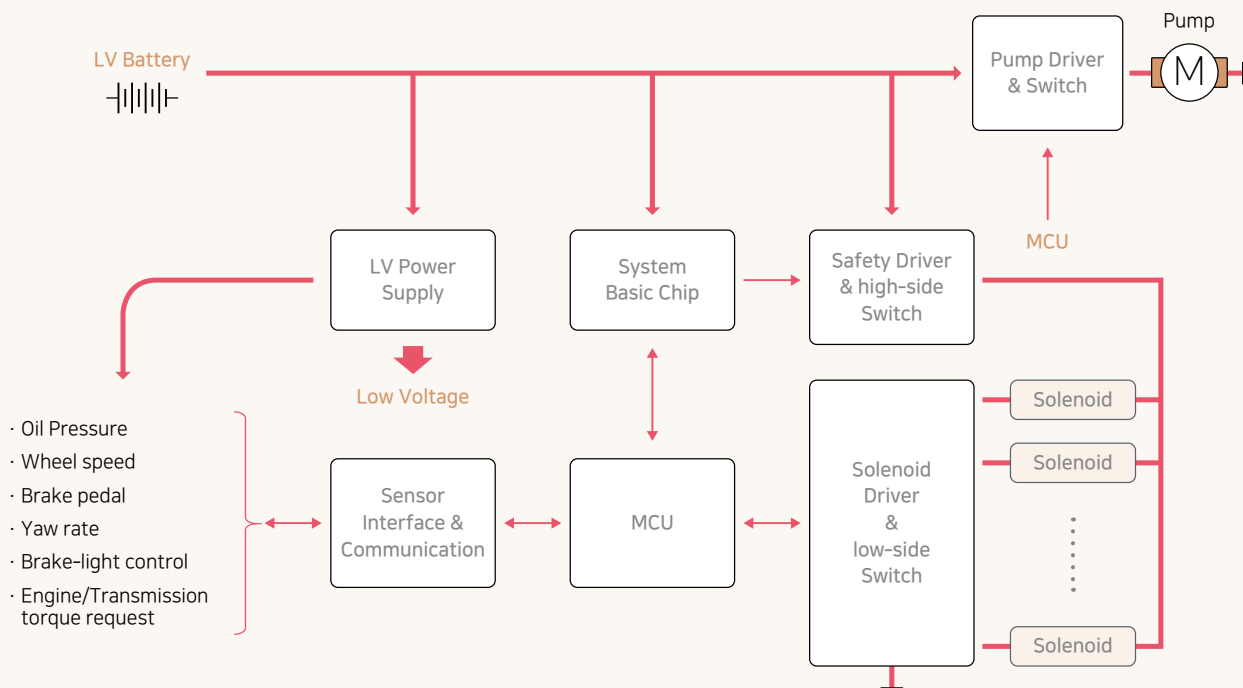 Pump
LV Battery
Pump Driver
& Switch
M
MCU
LV Power
Supply
System
Basic Chip
Safety Driver
& high-side
Switch
Low Voltage
Solenoid
Solenoid
· Oil Pressure
· Wheel speed
· Brake pedal
· Yaw rate
· Brake-light control
· Engine/Transmission
torque request
Sensor
Interface &
Communication
MCU
Solenoid
Driver
&
low-side
Switch
Solenoid